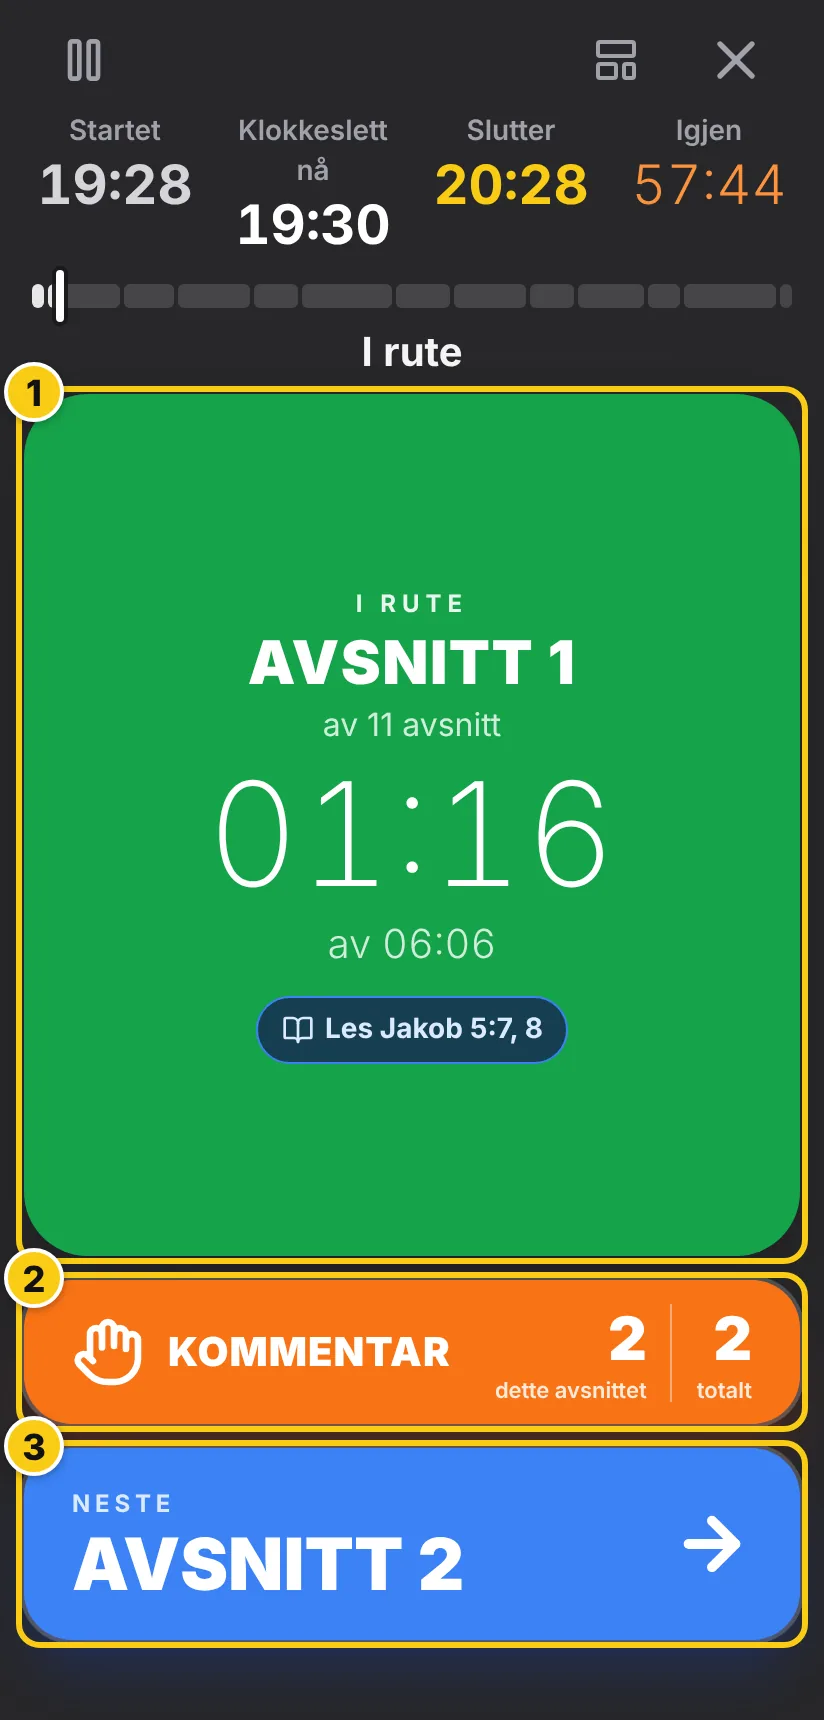 Startet
19:28
Klokkeslett
nå
19:30
Slutter
20:28
Igjen
57:44
I rute
1
I RUTE
AVSNITT 1
av 11 avsnitt
01:16
av 06:06
Les Jakob 5:7, 8
2
KOMMENTAR
2
dette avsnittet
2
totalt
3
NESTE
AVSNITT 2